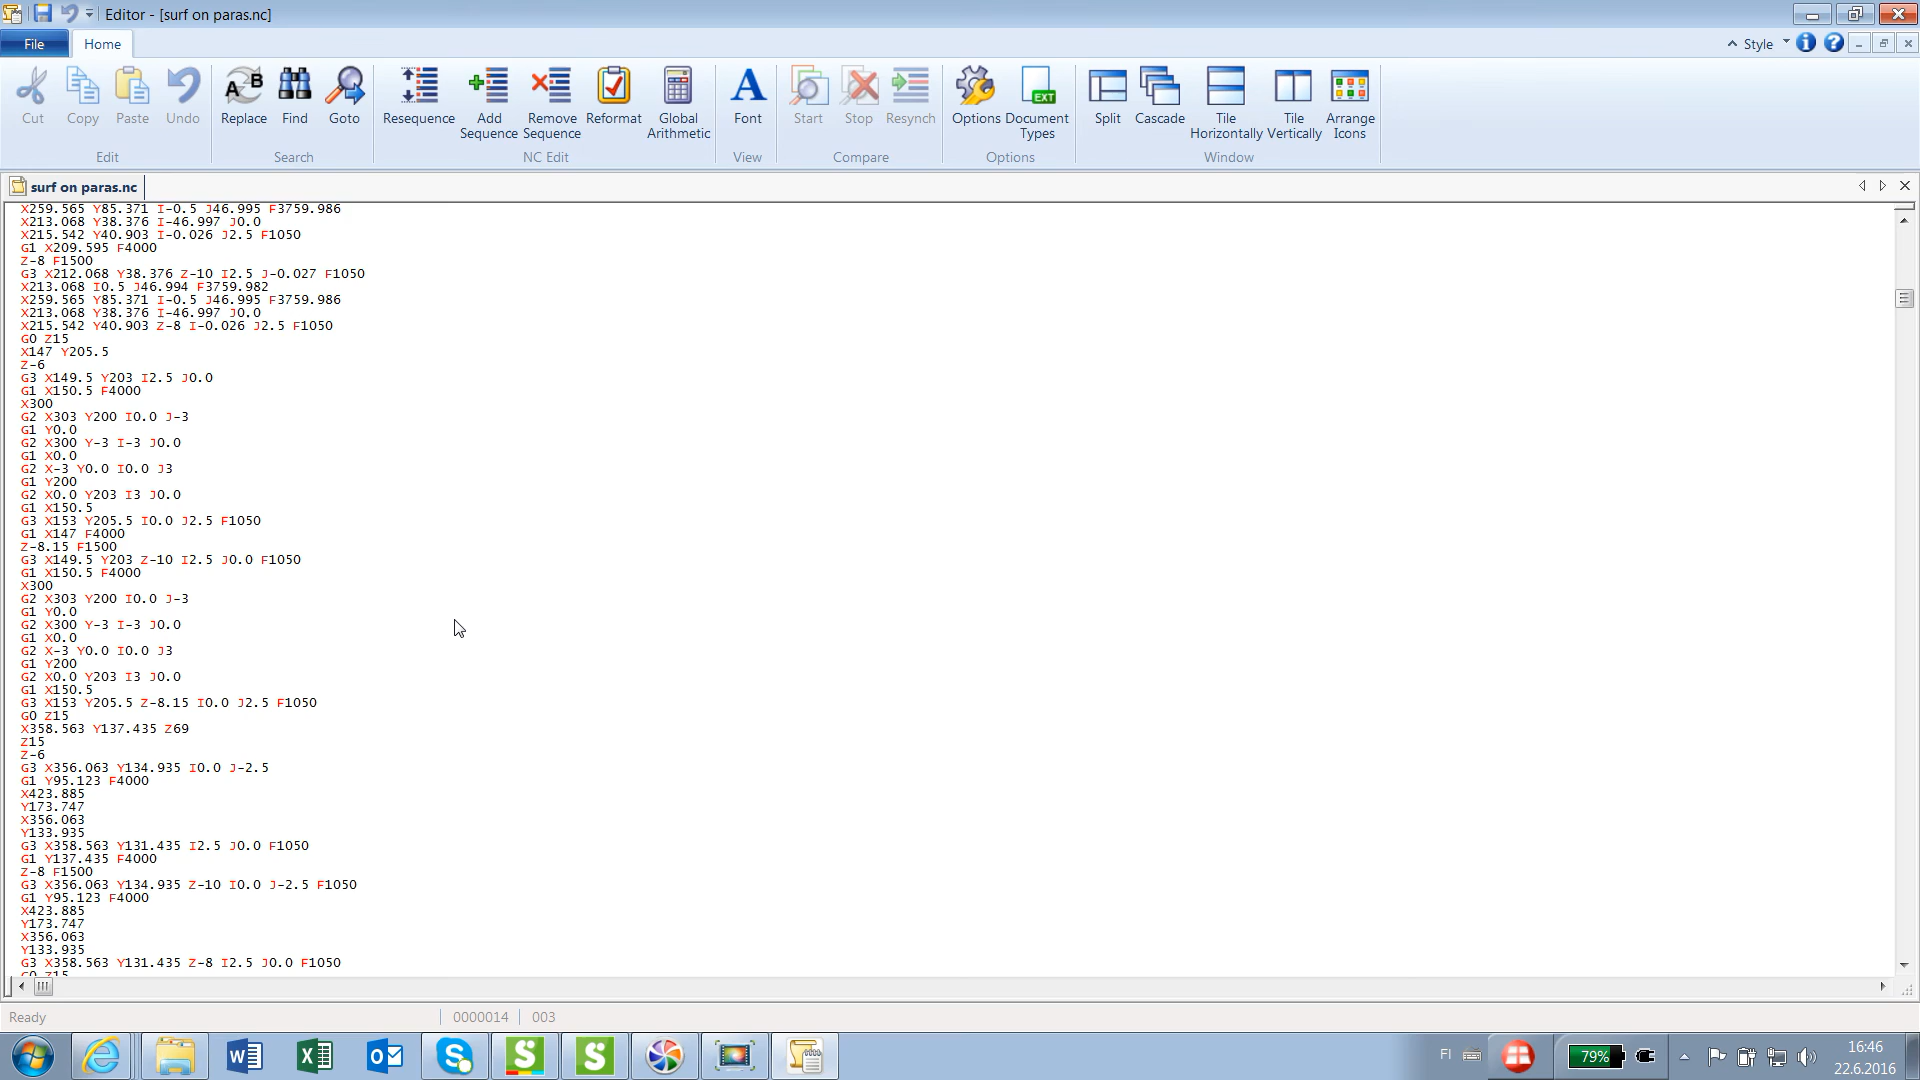 Editor - [surf on paras.nc]
File
Home
Style
Cut
Copy
Paste
Undo
Replace
Find
Goto
Resequence
Add Sequence
Remove Sequence
Reformat
Global Arithmetic
Font
Start
Stop
Resynch
Options
Document Types
Split
Cascade
Tile Horizontally
Tile Vertically
Arrange Icons
Edit
Search
NC Edit
View
Compare
Options
Window
surf on paras.nc
X259.565 Y85.371 I-0.5 J46.995 F3759.986
X213.068 Y38.376 I-46.997 J0.0
X215.542 Y40.903 I-0.026 J2.5 F1050
G1 X209.595 F4000
Z-8 F1500
G3 X212.068 Y38.376 Z-10 I2.5 J-0.027 F1050
X213.068 I0.5 J46.994 F3759.982
X259.565 Y85.371 I-0.5 J46.995 F3759.986
X213.068 Y38.376 I-46.997 J0.0
X215.542 Y40.903 Z-8 I-0.026 J2.5 F1050
G0 Z15
X147 Y205.5
Z-6
G3 X149.5 Y203 I2.5 J0.0
G1 X150.5 F4000
X300
G2 X303 Y200 I0.0 J-3
G1 Y0.0
G2 X300 Y-3 I-3 J0.0
G1 X0.0
G2 X-3 Y0.0 I0.0 J3
G1 Y200
G2 X0.0 Y203 I3 J0.0
G1 X150.5
G3 X153 Y205.5 I0.0 J2.5 F1050
G1 X147 F4000
Z-8.15 F1500
G3 X149.5 Y203 Z-10 I2.5 J0.0 F1050
G1 X150.5 F4000
X300
G2 X303 Y200 I0.0 J-3
G1 Y0.0
G2 X300 Y-3 I-3 J0.0
G1 X0.0
G2 X-3 Y0.0 I0.0 J3
G1 Y200
G2 X0.0 Y203 I3 J0.0
G1 X150.5
G3 X153 Y205.5 Z-8.15 I0.0 J2.5 F1050
G0 Z15
X358.563 Y137.435 Z69
Z15
Z-6
G3 X356.063 Y134.935 I0.0 J-2.5
G1 Y95.123 F4000
X423.885
Y173.747
X356.063
Y133.935
G3 X358.563 Y131.435 I2.5 J0.0 F1050
G1 Y137.435 F4000
Z-8 F1500
G3 X356.063 Y134.935 Z-10 I0.0 J-2.5 F1050
G1 Y95.123 F4000
X423.885
Y173.747
X356.063
Y133.935
G3 X358.563 Y131.435 Z-8 I2.5 J0.0 F1050
G0 Z15
Ready
0000014
003
FI
79%
16:46
22.6.2016